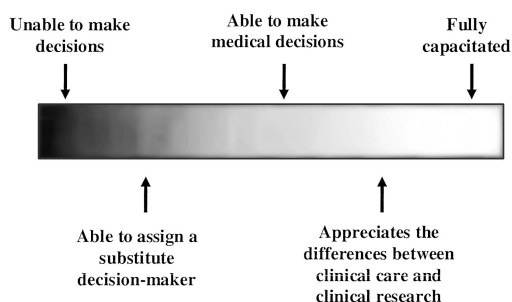 Unable to make
decisions
Able to make
medical decisions
Fully
capacitated
Able to assign a
substitute
decision-maker
Appreciates the
differences between
clinical care and
clinical research